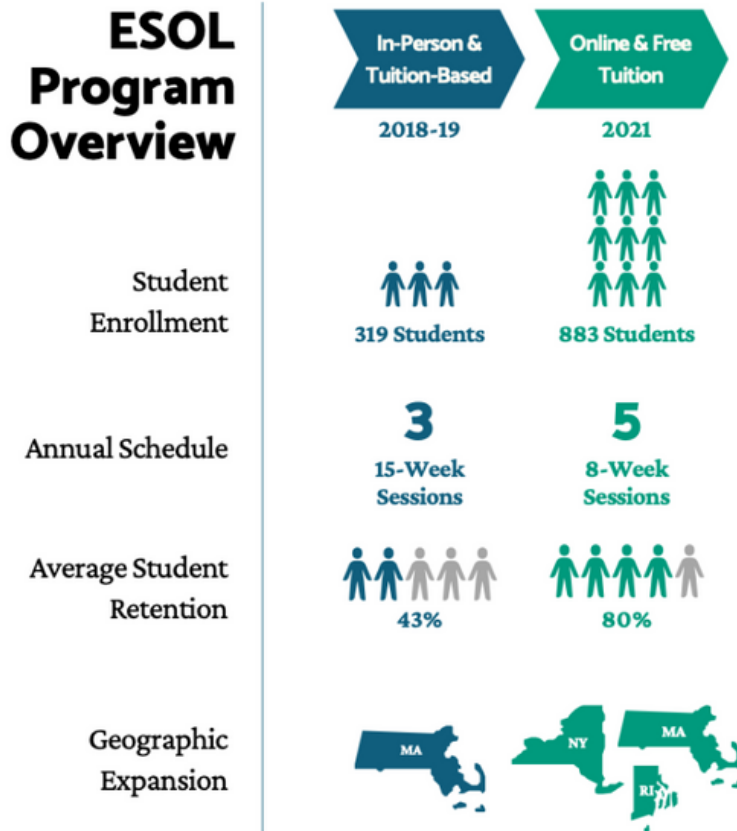 ESOL
Program
Overview
In-Person &
Tuition-Based
Online & Free
Tuition
2018-19
2021
Student
Enrollment
319 Students
883 Students
Annual Schedule
3
15-Week
Sessions
5
8-Week
Sessions
Average Student
Retention
43%
80%
Geographic
Expansion
MA
NY
MA
RI